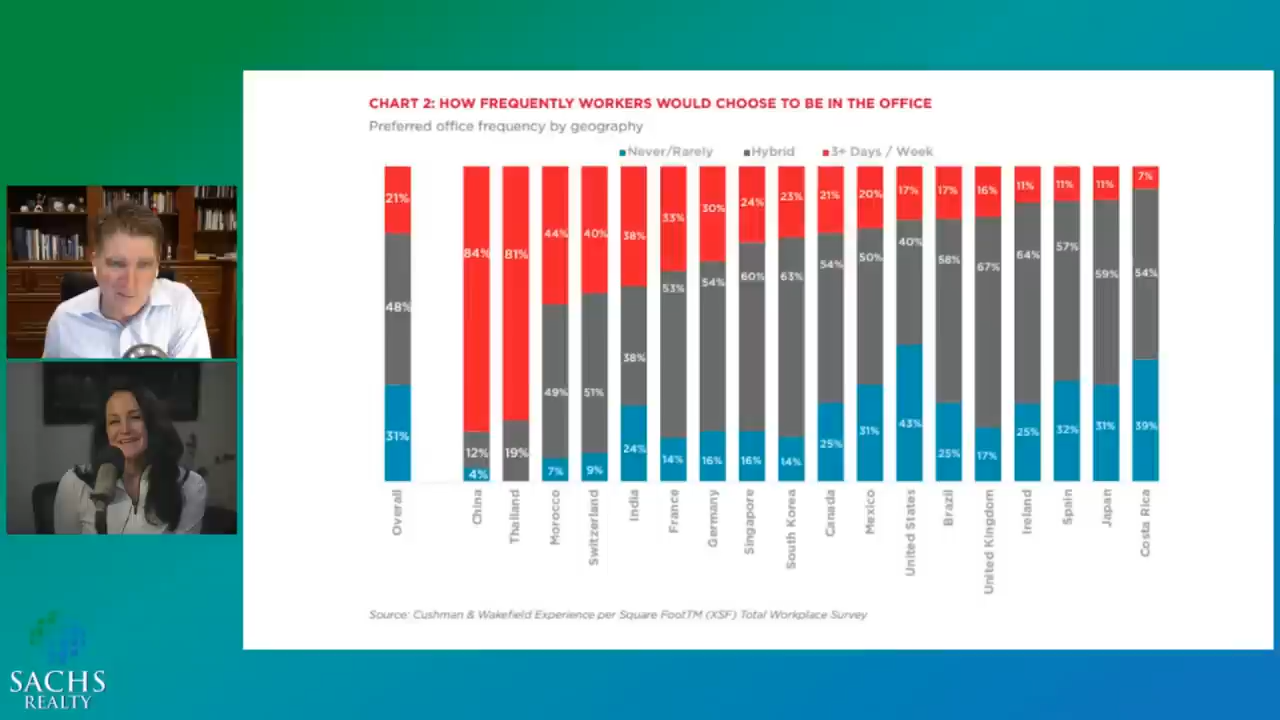 CHART 2: HOW FREQUENTLY WORKERS WOULD CHOOSE TO BE IN THE OFFICE
Preferred office frequency by geography
Never/Rarely Hybrid 3+ Days / Week
21% 84% 81% 44% 40% 38% 33% 30% 24% 23% 21% 20% 17% 17% 16% 11% 11% 11% 7%
48% 12% 19% 49% 51% 38% 53% 54% 60% 63% 54% 50% 40% 58% 67% 64% 57% 59% 54%
31% 4% 7% 9% 24% 14% 16% 16% 14% 25% 31% 43% 25% 17% 25% 32% 31% 39%
Overall
China
Thailand
Morocco
Switzerland
India
France
Germany
Singapore
South Korea
Canada
Mexico
United States
Brazil
United Kingdom
Ireland
Spain
Japan
Costa Rica
Source: Cushman & Wakefield Experience per Square FootTM (XSF) Total Workplace Survey
SACHS
REALTY